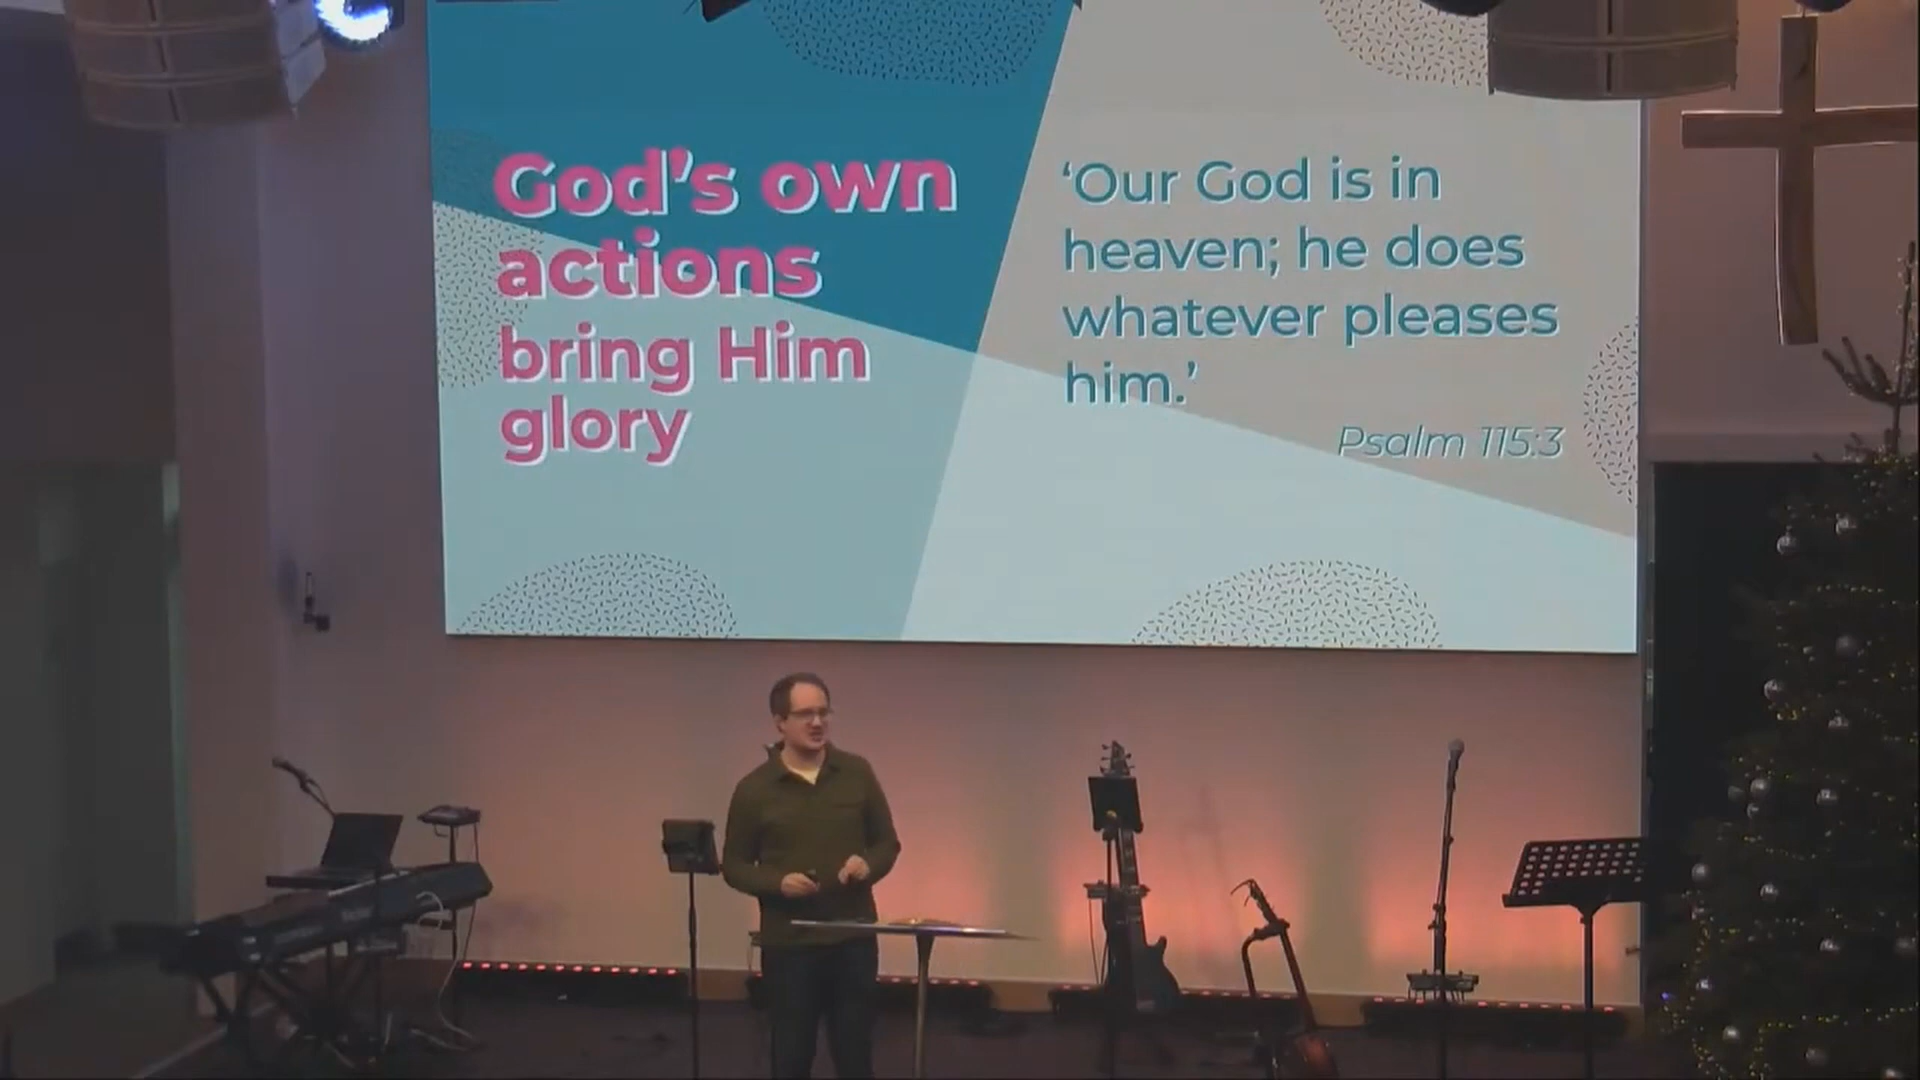 God's own
actions
bring Him
glory
‘Our God is in
heaven; he does
whatever pleases
him.’
Psalm 115:3